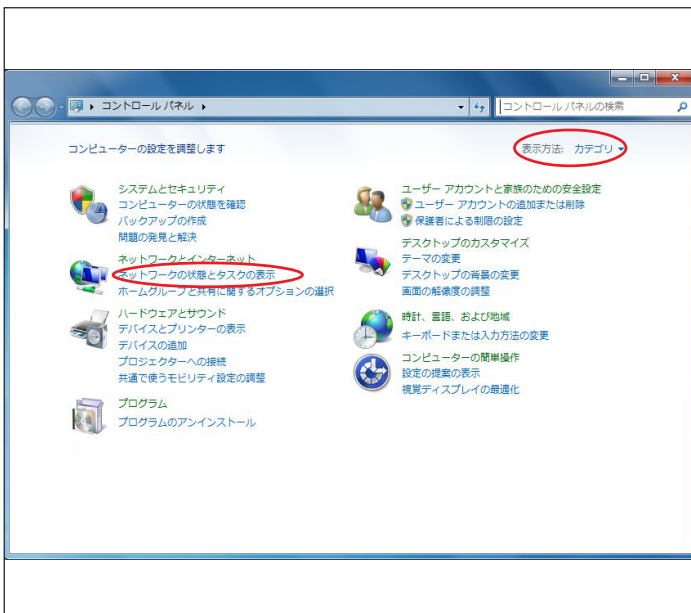 コントロール パネル
コントロール パネルの検索
コンピューターの設定を調整します
表示方法: カテゴリ
システムとセキュリティ
コンピューターの状態を確認
バックアップの作成
問題の発見と解決
ネットワークとインターネット
ネットワークの状態とタスクの表示
ホームグループと共有に関するオプションの選択
ハードウェアとサウンド
デバイスとプリンターの表示
デバイスの追加
プロジェクターへの接続
共通で使うモビリティ設定の調整
プログラム
プログラムのアンインストール
ユーザー アカウントと家族のための安全設定
ユーザー アカウントの追加または削除
保護者による制限の設定
デスクトップのカスタマイズ
テーマの変更
デスクトップの背景の変更
画面の解像度の調整
時計、言語、および地域
キーボードまたは入力方法の変更
コンピューターの簡単操作
設定の提案の表示
視覚ディスプレイの最適化